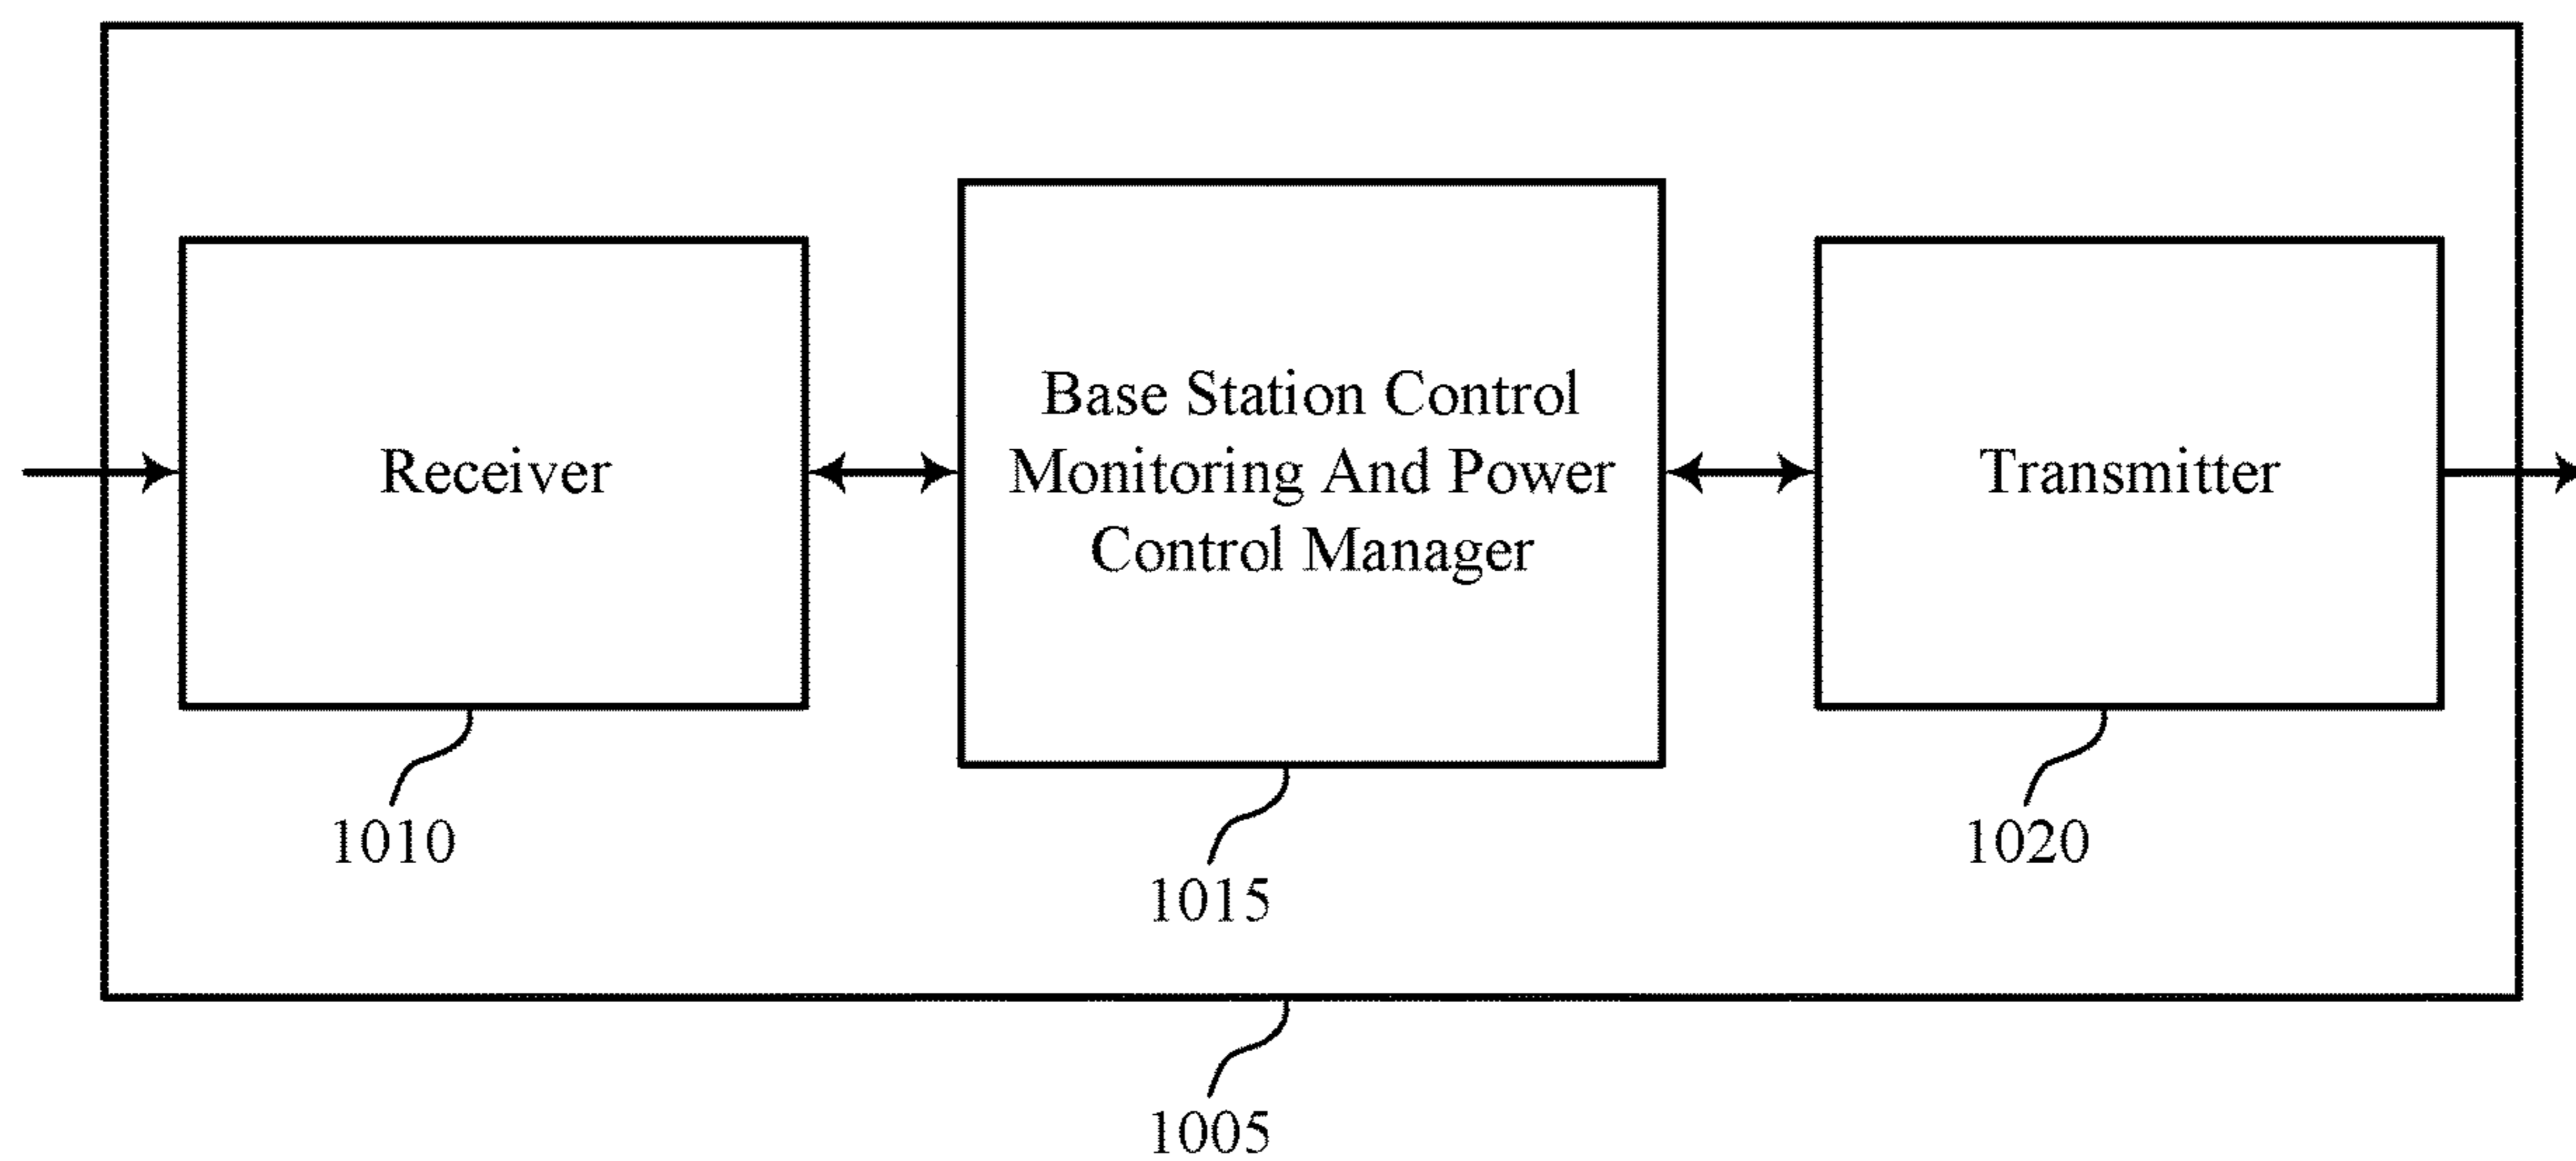 Receiver
Base Station Control
Monitoring And Power
Control Manager
Transmitter
1010
1015
1020
1005